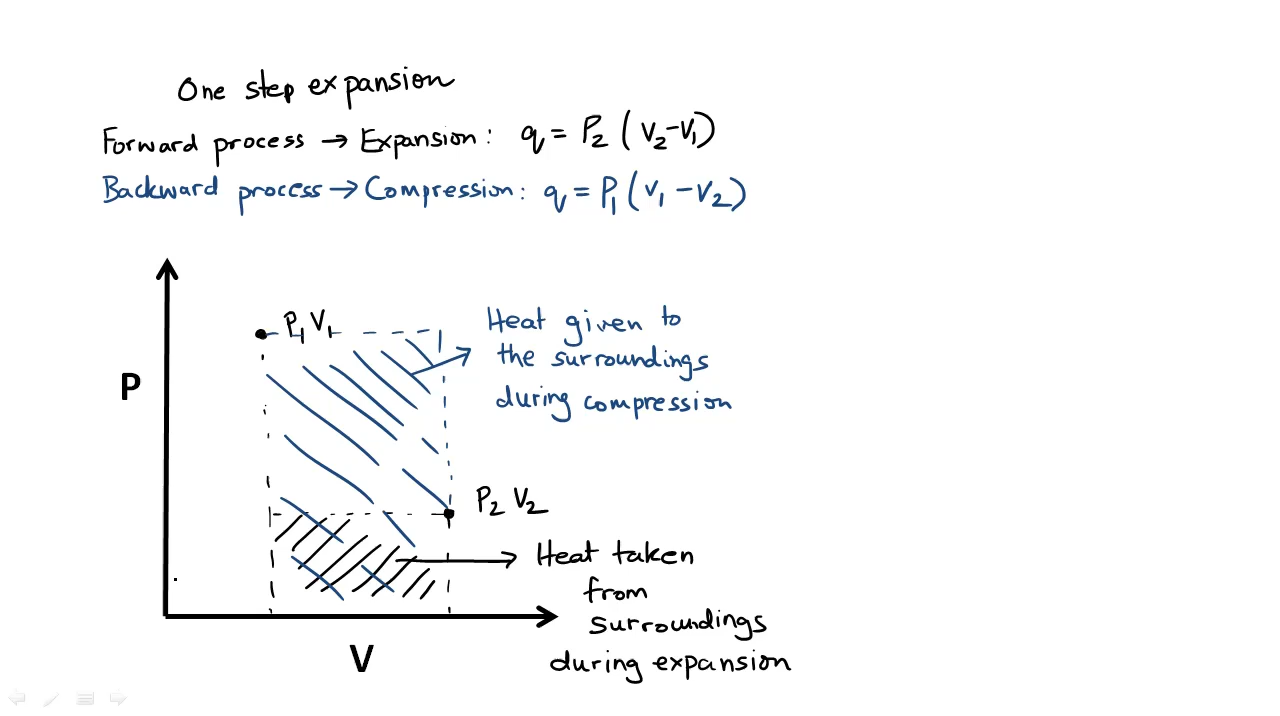 One step expansion
Forward process → Expansion: q = P₂ (V₂-V₁)
Backward process → Compression: q = P₁ (V₁ - V₂)
P₁ V₁
Heat given to
the surroundings
during compression
P
P₂ V₂
Heat taken
from
surroundings
during expansion
V